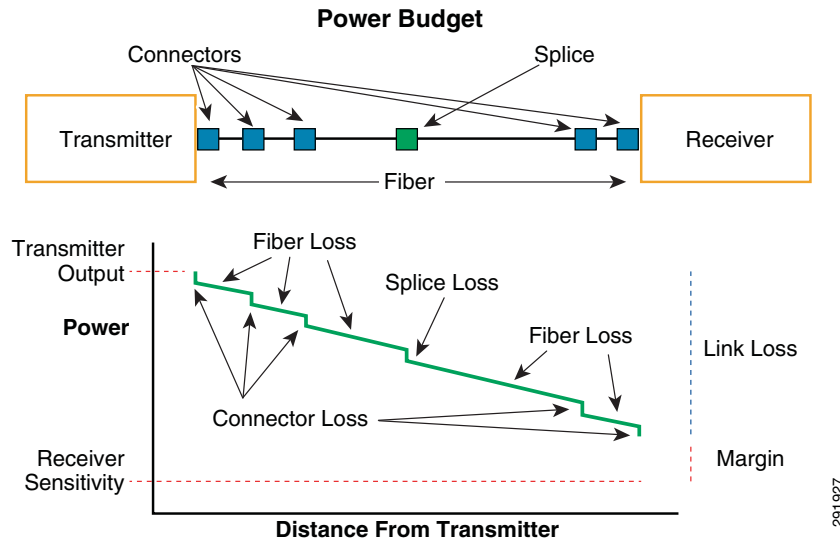 Power Budget
Connectors
Splice
Transmitter
Receiver
Fiber
Transmitter
Output
Fiber Loss
Splice Loss
Power
Fiber Loss
Link Loss
Connector Loss
Receiver
Sensitivity
Margin
Distance From Transmitter
291927